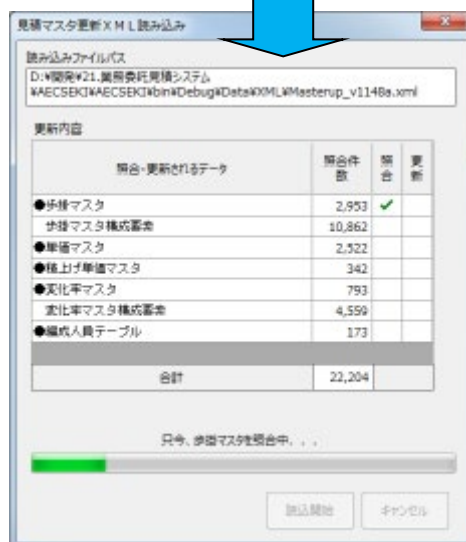 見積マスタ更新XML読み込み
読み込みファイルパス
D:¥開発¥21.業務委託見積システム
¥AECSEKI¥AECSEKI¥bin¥Debug¥Data¥XML¥Masterup_v1148a.xml
更新内容
照合・更新されるデータ 照合件数 照合 更新
●歩掛マスタ 2,953 ✔
歩掛マスタ構成要素 10,862
●単価マスタ 2,522
●積上げ単価マスタ 342
●変化率マスタ 793
変化率マスタ構成要素 4,559
●編成人員テーブル 173
合計 22,204
只今、歩掛マスタを照合中．．．
読込開始 キャンセル